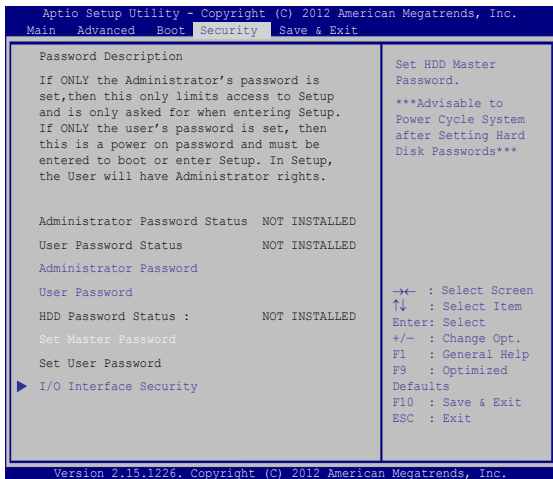 Aptio Setup Utility - Copyright (C) 2012 American Megatrends, Inc.
Main Advanced Boot Security Save & Exit
Password Description
If ONLY the Administrator's password is
set,then this only limits access to Setup
and is only asked for when entering Setup.
If ONLY the user's password is set, then
this is a power on password and must be
entered to boot or enter Setup. In Setup,
the User will have Administrator rights.
Administrator Password Status NOT INSTALLED
User Password Status NOT INSTALLED
Administrator Password
User Password
HDD Password Status : NOT INSTALLED
Set Master Password
Set User Password
I/O Interface Security
Set HDD Master
Password.
***Advisable to
Power Cycle System
after Setting Hard
Disk Passwords***
→← : Select Screen
↑↓ : Select Item
Enter: Select
+/− : Change Opt.
F1 : General Help
F9 : Optimized
Defaults
F10 : Save & Exit
ESC : Exit
Version 2.15.1226. Copyright (C) 2012 American Megatrends, Inc.